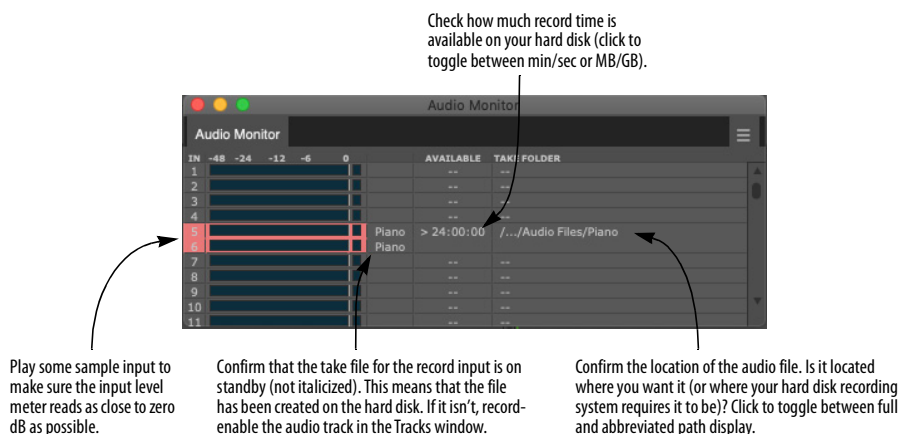 Check how much record time is
available on your hard disk (click to
toggle between min/sec or MB/GB).
Audio Monitor
Audio Monitor
IN -48 -24 -12 -6 0 AVAILABLE TAKE FOLDER
1 -- --
2 -- --
3 -- --
4 -- --
5 Piano > 24:00:00 /.../Audio Files/Piano
6 Piano
7 -- --
8 -- --
9 -- --
10 -- --
11 -- --
Play some sample input to
make sure the input level
meter reads as close to zero
dB as possible.
Confirm that the take file for the record input is on
standby (not italicized). This means that the file
has been created on the hard disk. If it isn’t, record-
enable the audio track in the Tracks window.
Confirm the location of the audio file. Is it located
where you want it (or where your hard disk recording
system requires it to be)? Click to toggle between full
and abbreviated path display.